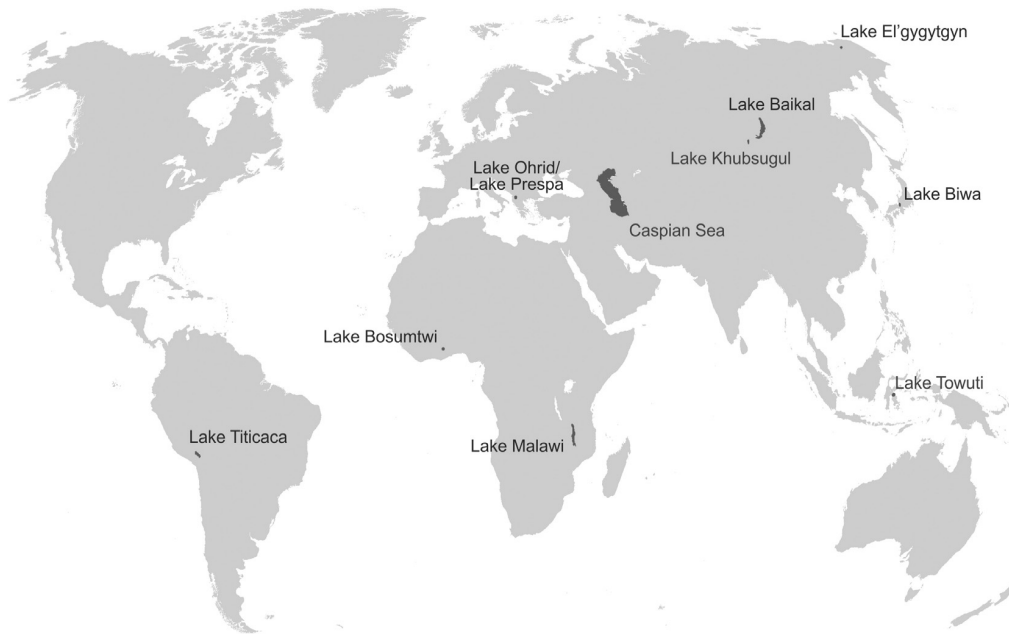 Lake El'gygytgyn
Lake Baikal
Lake Khubsugul
Lake Ohrid/
Lake Prespa
Lake Biwa
Caspian Sea
Lake Bosumtwi
Lake Towuti
Lake Titicaca
Lake Malawi